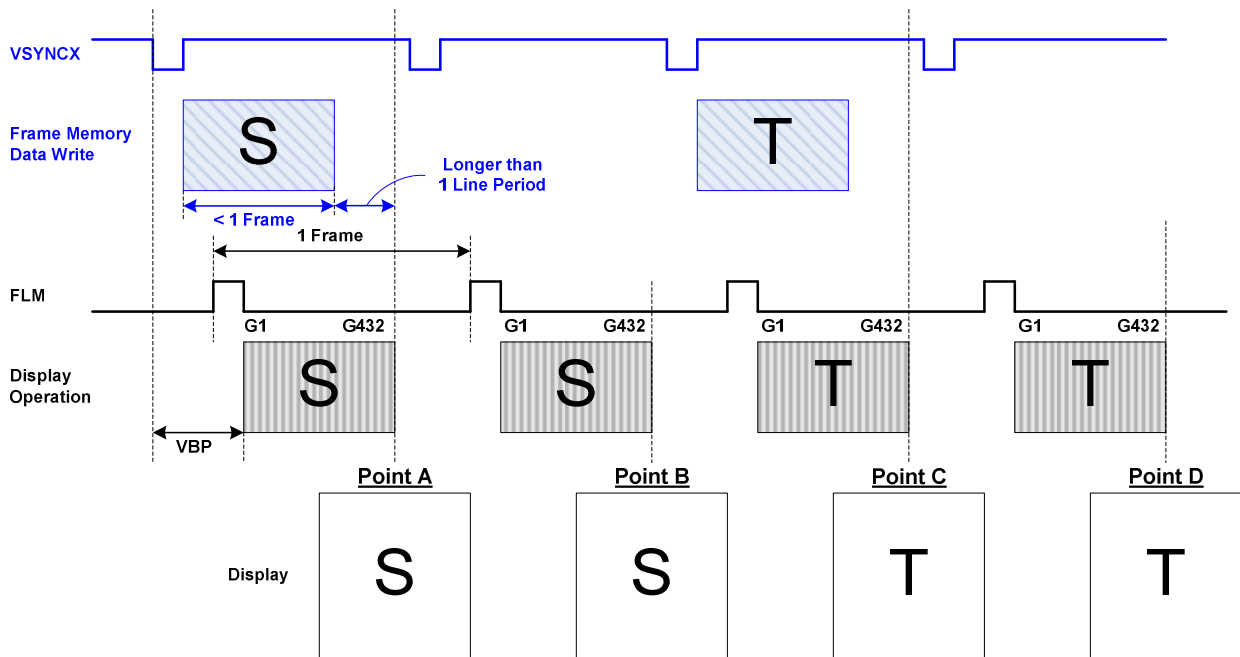 VSYNCX
Frame Memory
Data Write
S
T
Longer than
1 Line Period
< 1 Frame
1 Frame
FLM
G1 G432 G1 G432 G1 G432 G1 G432
Display
Operation
S S T T
VBP
Point A Point B Point C Point D
Display
S S T T